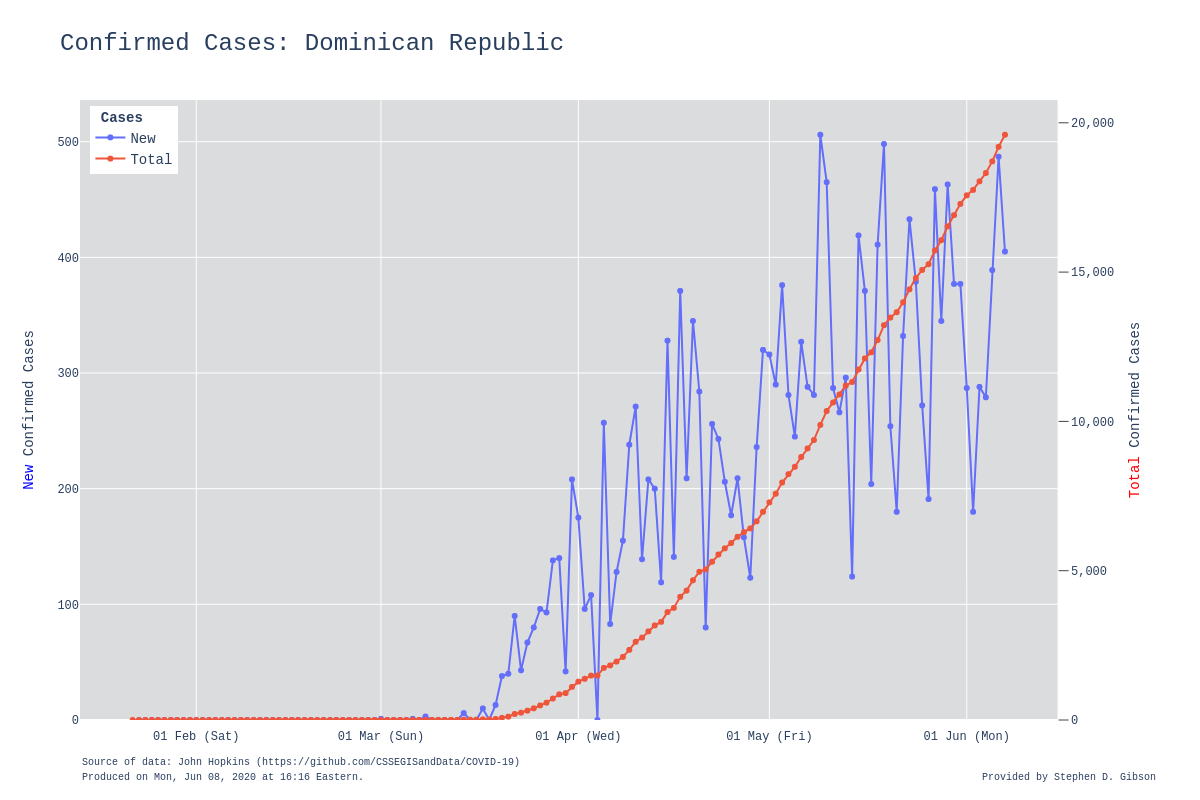 Confirmed Cases: Dominican Republic
Cases
New
Total
500
400
300
200
100
0
20,000
15,000
10,000
5,000
0
New Confirmed Cases
Total Confirmed Cases
01 Feb (Sat)
01 Mar (Sun)
01 Apr (Wed)
01 May (Fri)
01 Jun (Mon)
Source of data: John Hopkins (https://github.com/CSSEGISandData/COVID-19)
Produced on Mon, Jun 08, 2020 at 16:16 Eastern.
Provided by Stephen D. Gibson